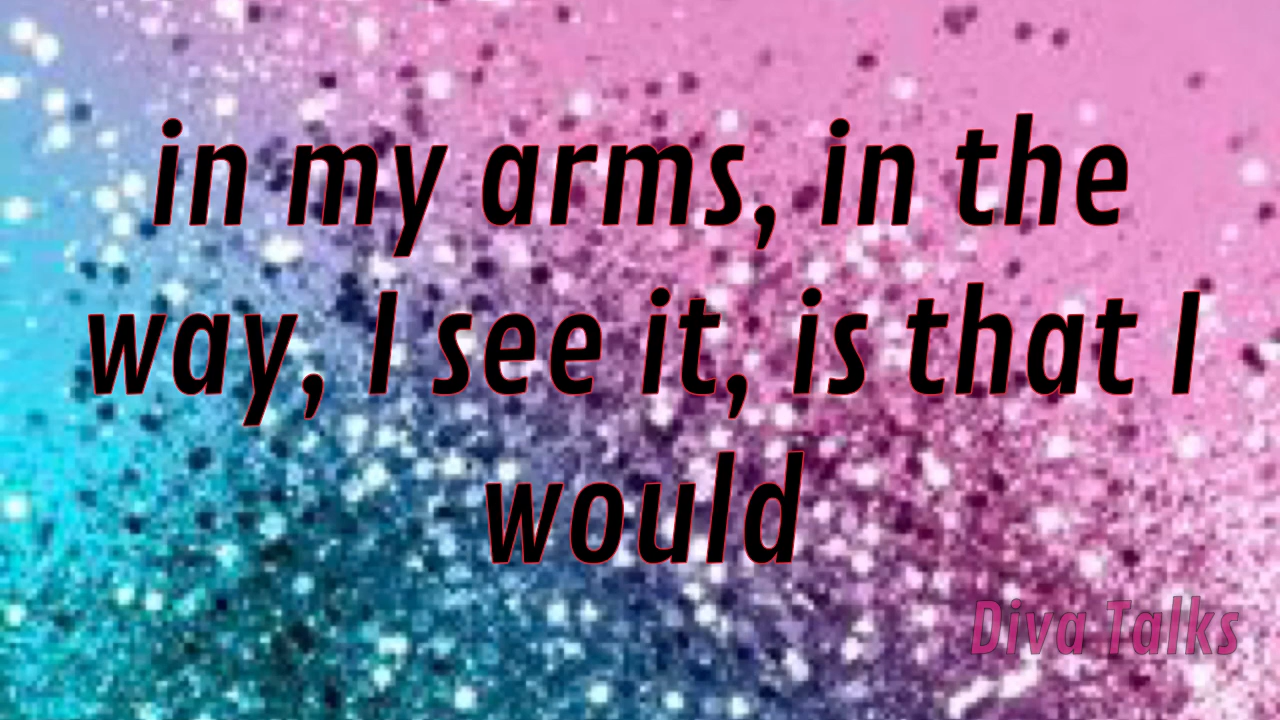 in my arms, in the
way, I see it, is that I
would
Diva Talks